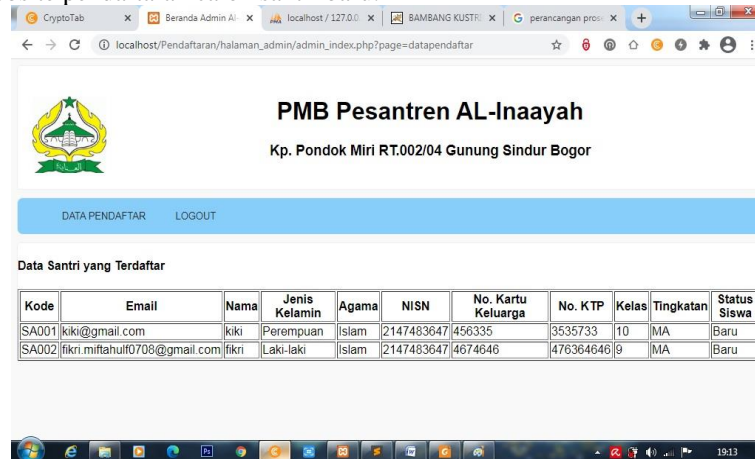 CryptoTab
Beranda Admin Al-
localhost / 127.0.0.
BAMBANG KUSTRI
perancangan prose
localhost/Pendaftaran/halaman_admin/admin_index.php?page=datapendaftar
PMB Pesantren AL-Inaayah
Kp. Pondok Miri RT.002/04 Gunung Sindur Bogor
DATA PENDAFTAR LOGOUT
Data Santri yang Terdaftar
Kode Email Nama Jenis Kelamin Agama NISN No. Kartu Keluarga No. KTP Kelas Tingkatan Status Siswa
SA001 kiki@gmail.com kiki Perempuan Islam 2147483647 456335 3535733 10 MA Baru
SA002 fikri.miftahulf0708@gmail.com fikri Laki-laki Islam 2147483647 4674646 476364646 9 MA Baru
19:13